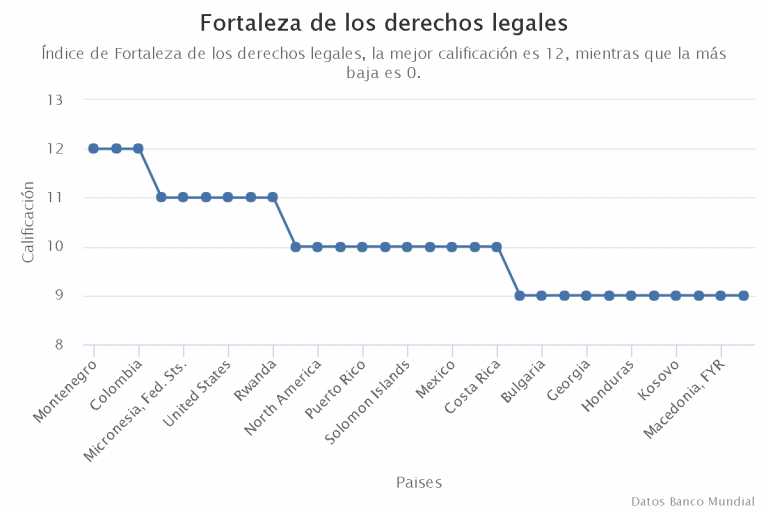 Fortaleza de los derechos legales
Índice de Fortaleza de los derechos legales, la mejor calificación es 12, mientras que la más
baja es 0.
13
12
11
10
9
8
Calificación
Montenegro
Colombia
Micronesia, Fed. Sts.
United States
Rwanda
North America
Puerto Rico
Solomon Islands
Mexico
Costa Rica
Bulgaria
Georgia
Honduras
Kosovo
Macedonia, FYR
Paises
Datos Banco Mundial